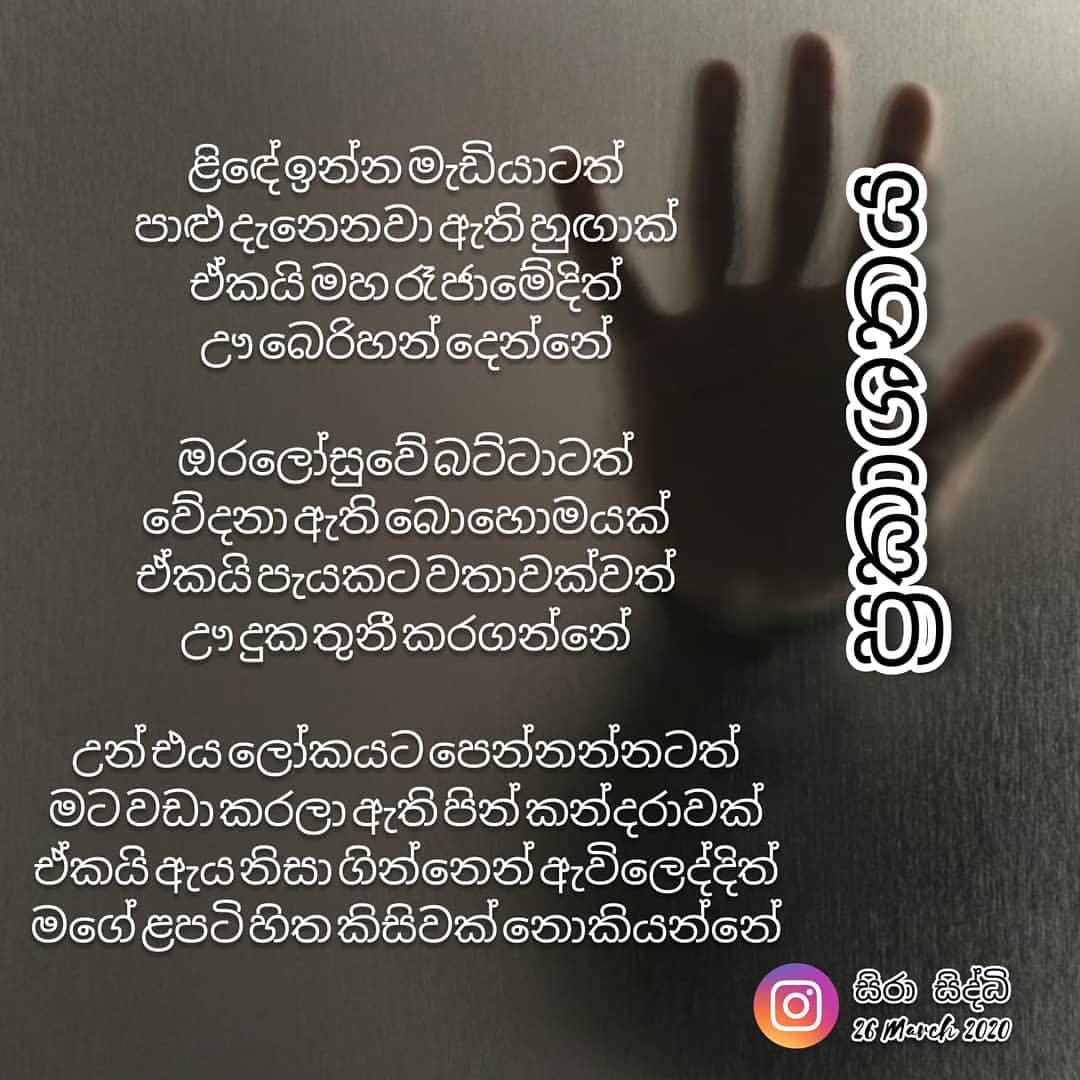 ළිඳේ ඉන්න මැඩියාටත්
පාළු දැනෙනවා ඇති හුඟාක්
ඒකයි මහ රෑ ජාමේදිත්
ඌ බෙරිහන් දෙන්නේ
ඔරලෝසුවේ බට්ටාටත්
වේදනා ඇති බොහොමයක්
ඒකයි පැයකට වතාවක්වත්
ඌ දුක තුනී කරගන්නේ
උන් එය ලෝකයට පෙන්නන්නටත්
මට වඩා කරලා ඇති පින් කන්දරාවක්
ඒකයි ඇය නිසා ගින්නෙන් ඇවිලෙද්දිත්
මගේ ළපටි හිත කිසිවක් නොකියන්නේ
සිරා සිද්ධි
26 March 2020